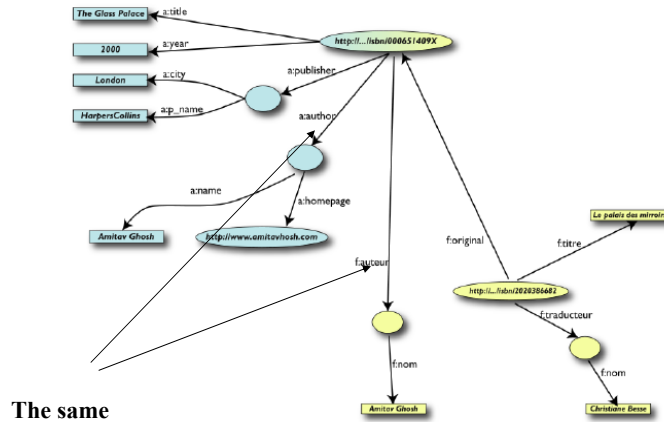 The Glass Palace
a:title
http://...isbn/000651409X
2000
a:year
London
a:city
a:publisher
HarpersCollins
a:p_name
a:author
a:name
a:homepage
Amitav Ghosh
http://www.amitavhosh.com
f:original
Le palais des mirroirs
f:titre
f:auteur
http://...isbn/2020386682
f:traducteur
f:nom
f:nom
The same
Amitav Ghosh
Christiane Besse